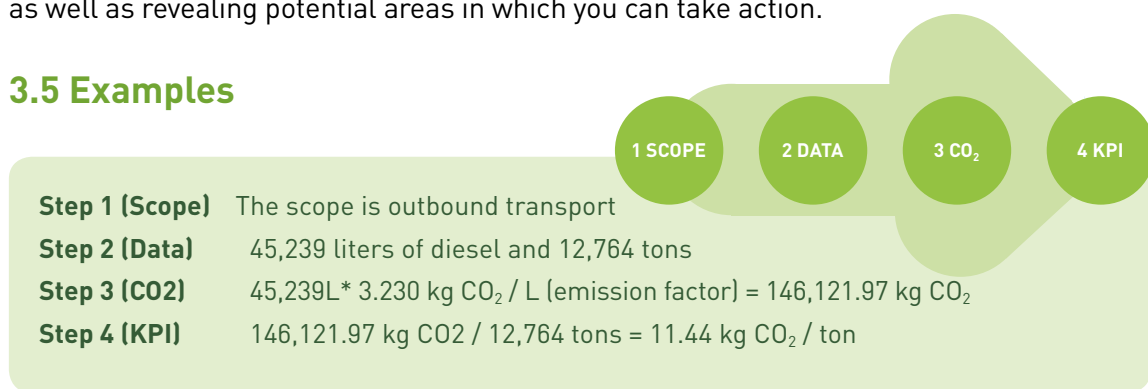 as well as revealing potential areas in which you can take action.
3.5 Examples
1 SCOPE 2 DATA 3 CO₂ 4 KPI
Step 1 (Scope) The scope is outbound transport
Step 2 (Data) 45,239 liters of diesel and 12,764 tons
Step 3 (CO2) 45,239L* 3.230 kg CO₂ / L (emission factor) = 146,121.97 kg CO₂
Step 4 (KPI) 146,121.97 kg CO2 / 12,764 tons = 11.44 kg CO₂ / ton